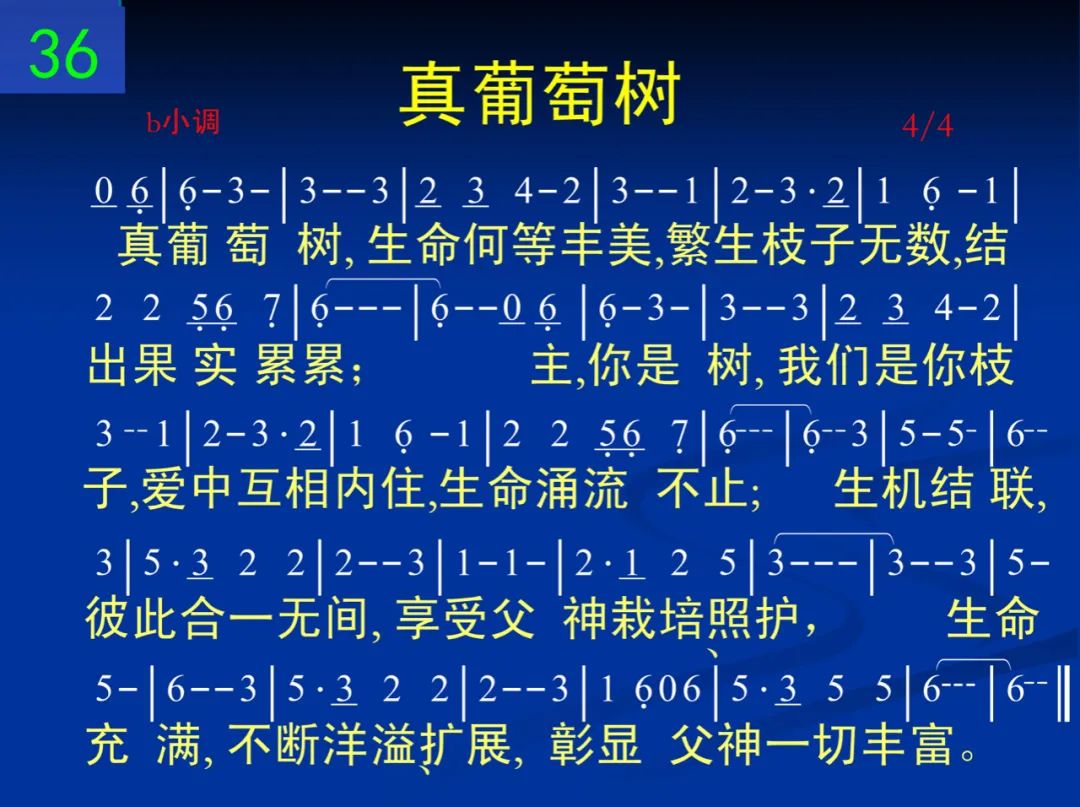 36
真葡萄树
b小调 4/4
0 6̣|6̣-3-|3--3|2 3 4-2|3--1|2-3·2|1 6̣ -1|
真葡 萄 树, 生命何等丰美,繁生枝子无数,结
2 2 5̣6̣ 7̣|6̣---|6̣--0 6̣|6̣-3-|3--3|2 3 4-2|
出果 实 累累； 主,你是 树, 我们是你枝
3 --1|2-3·2|1 6̣ -1|2 2 5̣6̣ 7̣|6̣---|6̣--3|5-5-|6--
子,爱中互相内住,生命涌流 不止； 生机结 联,
3|5·3 2 2|2--3|1-1-|2·1 2 5|3---|3--3|5-
彼此合一无间, 享受父 神栽培照护， 生命
5-|6--3|5·3 2 2|2--3|1 6̣06|5·3 5 5|6---|6--‖
充 满, 不断洋溢扩、展, 彰显 父神一切丰富。